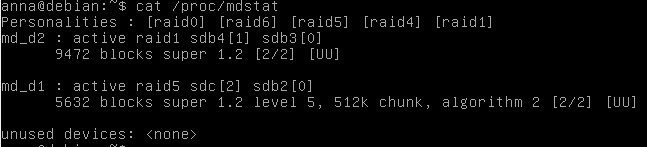 anna@debian:~$ cat /proc/mdstat
Personalities : [raid0] [raid6] [raid5] [raid4] [raid1]
md_d2 : active raid1 sdb4[1] sdb3[0]
      9472 blocks super 1.2 [2/2] [UU]

md_d1 : active raid5 sdc[2] sdb2[0]
      5632 blocks super 1.2 level 5, 512k chunk, algorithm 2 [2/2] [UU]

unused devices: <none>
anna@debian:~$